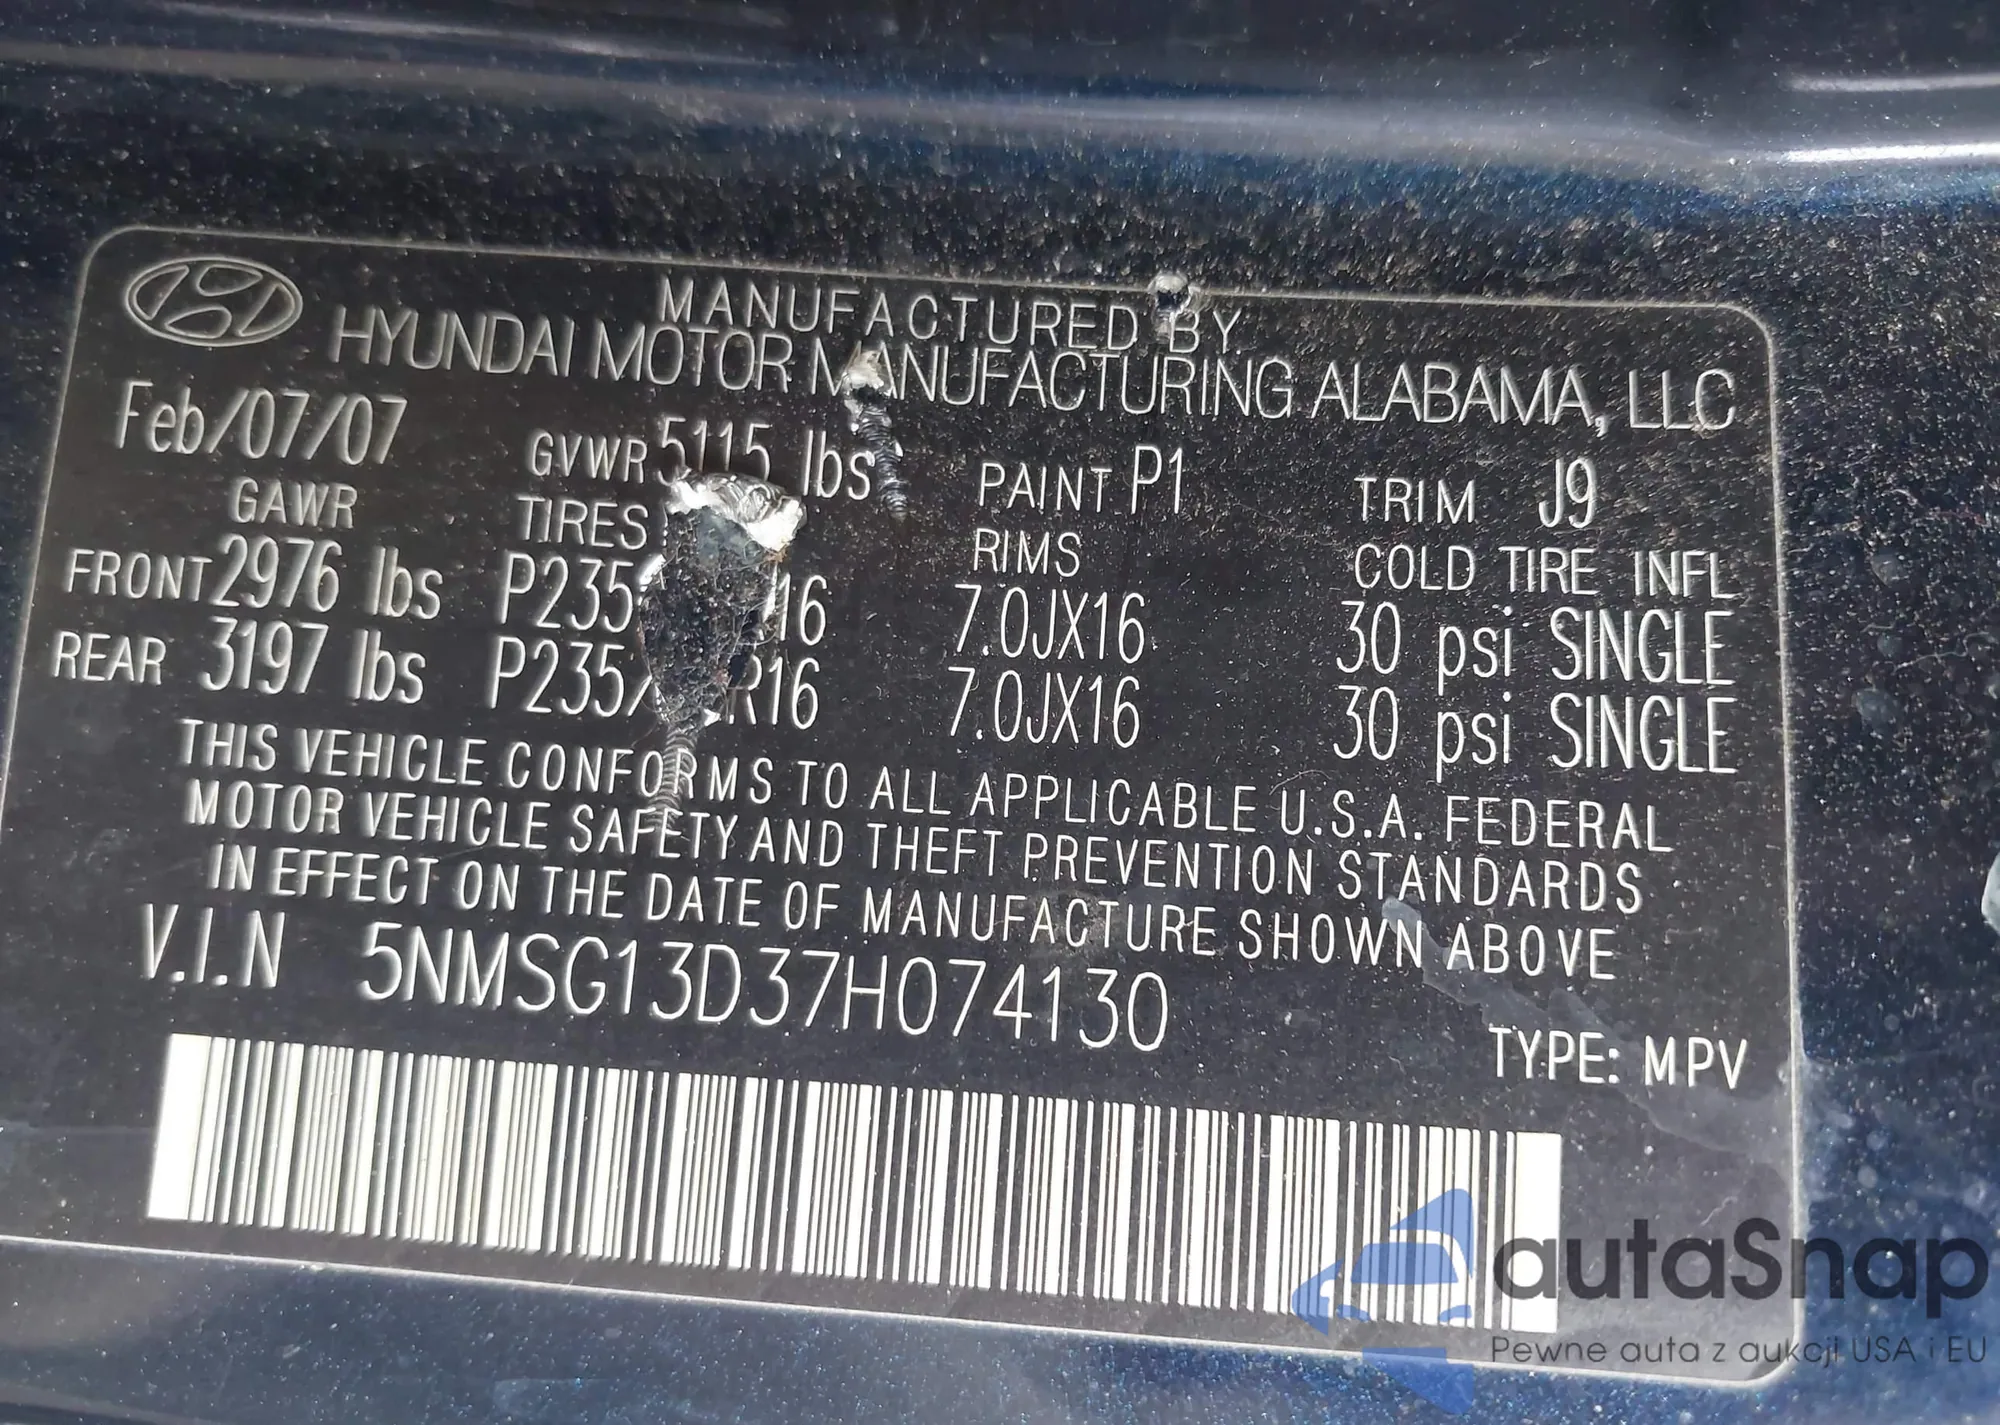 MANUFACTURED BY
HYUNDAI MOTOR MANUFACTURING ALABAMA, LLC
Feb/07/07 GVWR 5115 lbs PAINT P1 TRIM J9
GAWR TIRES RIMS COLD TIRE INFL
FRONT 2976 lbs 7.0JX16 30 psi SINGLE
REAR 3197 lbs 7.0JX16 30 psi SINGLE
THIS VEHICLE CONFORMS TO ALL APPLICABLE U.S.A. FEDERAL
MOTOR VEHICLE SAFETY AND THEFT PREVENTION STANDARDS
IN EFFECT ON THE DATE OF MANUFACTURE SHOWN ABOVE
V.I.N 5NMSG13D37H074130
TYPE: MPV
autaSnap
Pewne auta z aukcji USA i EU